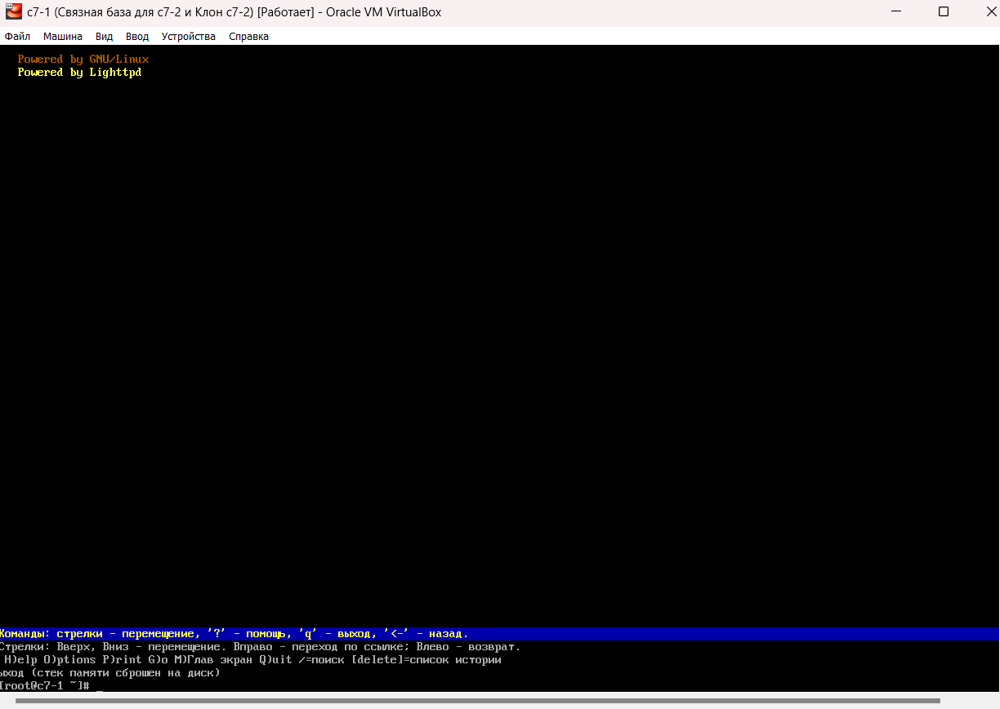 c7-1 (Связная база для c7-2 и Клон c7-2) [Работает] - Oracle VM VirtualBox
Файл Машина Вид Ввод Устройства Справка
Powered by GNU/Linux
Powered by Lighttpd
Команды: стрелки - перемещение, '?' - помощь, 'q' - выход, '<-' - назад.
Стрелки: Вверх, Вниз - перемещение. Вправо - переход по ссылке; Влево - возврат.
H)elp O)ptions P)rint G)o M)Глав экран Q)uit /=поиск [delete]=список истории
ыход (стек памяти сброшен на диск)
[root@c7-1 ~]# _